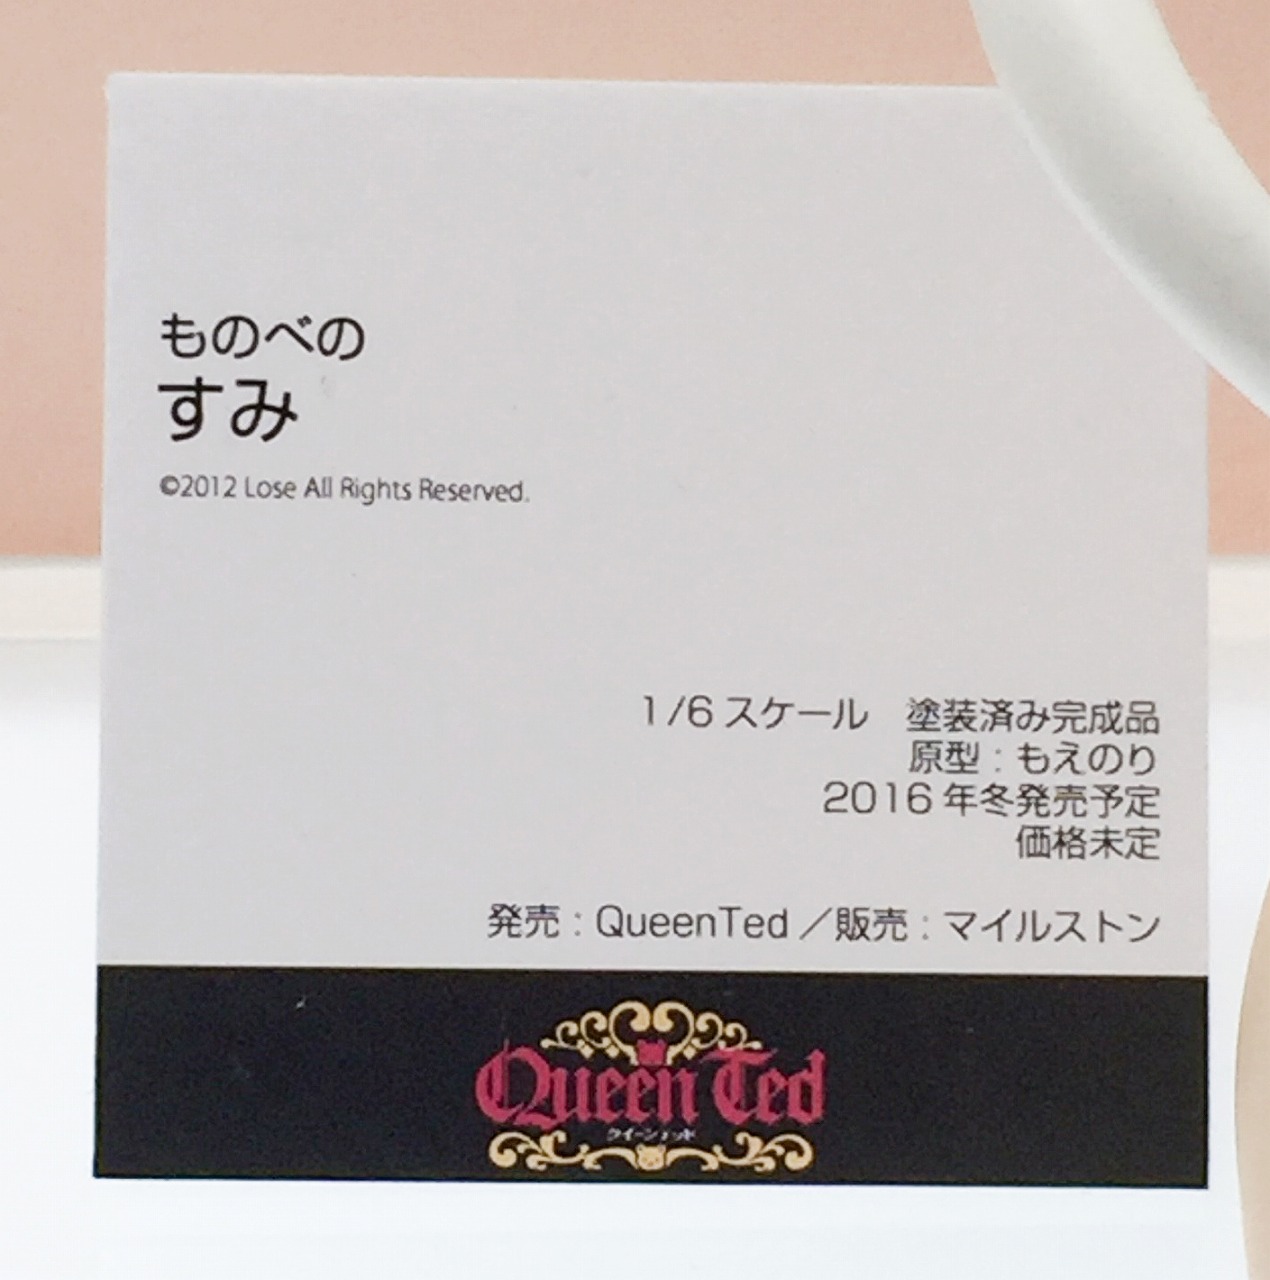 ものべの
すみ
©2012 Lose All Rights Reserved.
1/6 スケール　塗装済み完成品
原型：もえのり
2016 年冬発売予定
価格未定
発売：QueenTed ／販売：マイルストン
Queen Ted
クイーンテッド